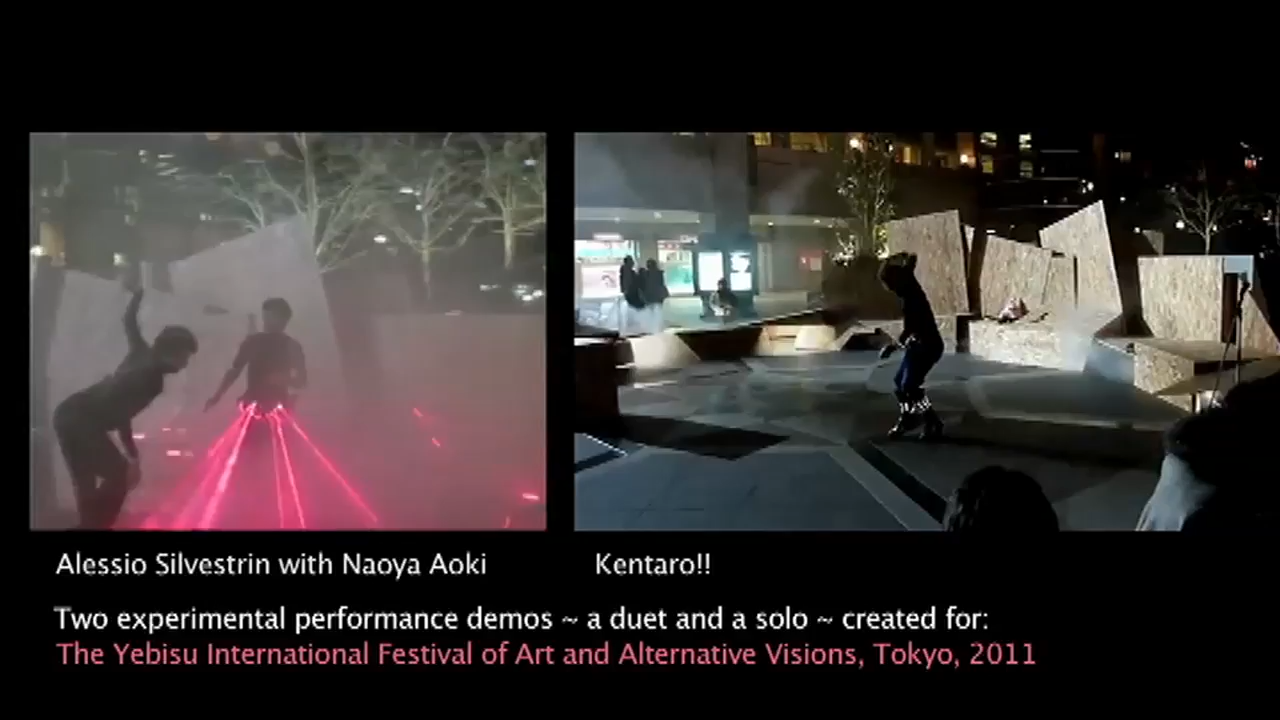 Alessio Silvestrin with Naoya Aoki
Kentaro!!
Two experimental performance demos ~ a duet and a solo ~ created for:
The Yebisu International Festival of Art and Alternative Visions, Tokyo, 2011